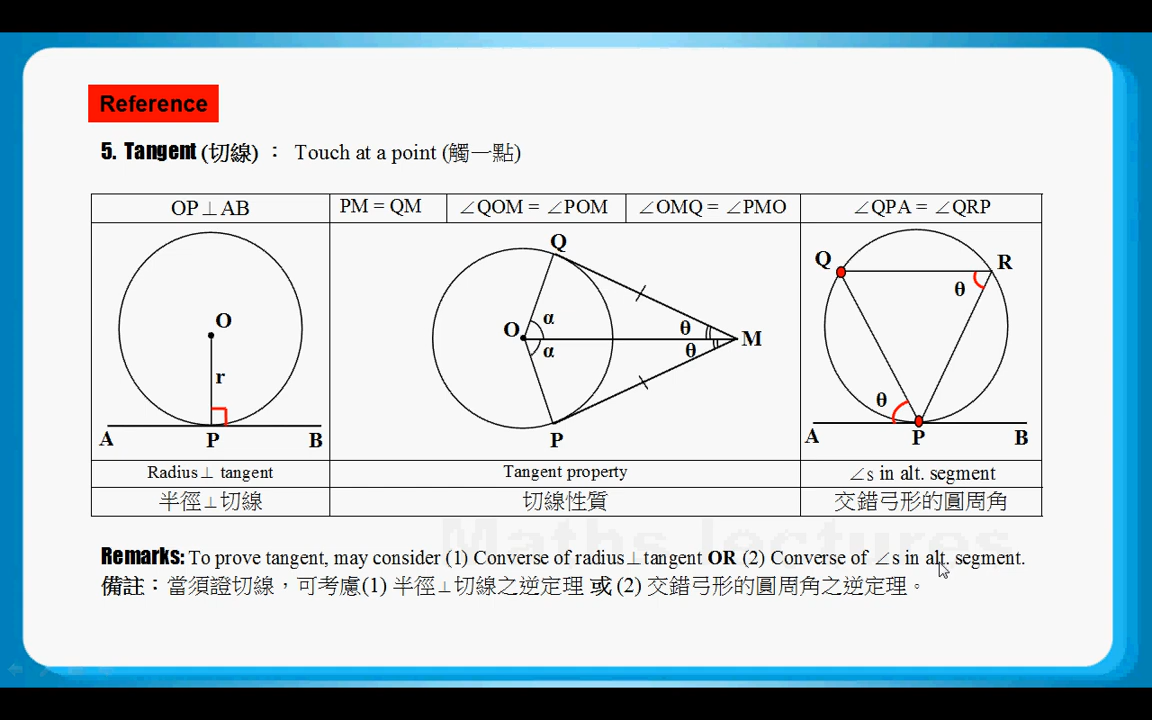 Reference
5. Tangent (切線) ： Touch at a point (觸一點)
OP⊥AB PM = QM ∠QOM = ∠POM ∠OMQ = ∠PMO ∠QPA = ∠QRP
O
r
A P B
Q
O α α θ θ M
P
Q R
θ
θ
A P B
Radius⊥ tangent Tangent property ∠s in alt. segment
半徑⊥切線 切線性質 交錯弓形的圓周角
Maths lectures
Remarks: To prove tangent, may consider (1) Converse of radius⊥tangent OR (2) Converse of ∠s in alt. segment.
備註：當須證切線，可考慮(1) 半徑⊥切線之逆定理 或 (2) 交錯弓形的圓周角之逆定理。